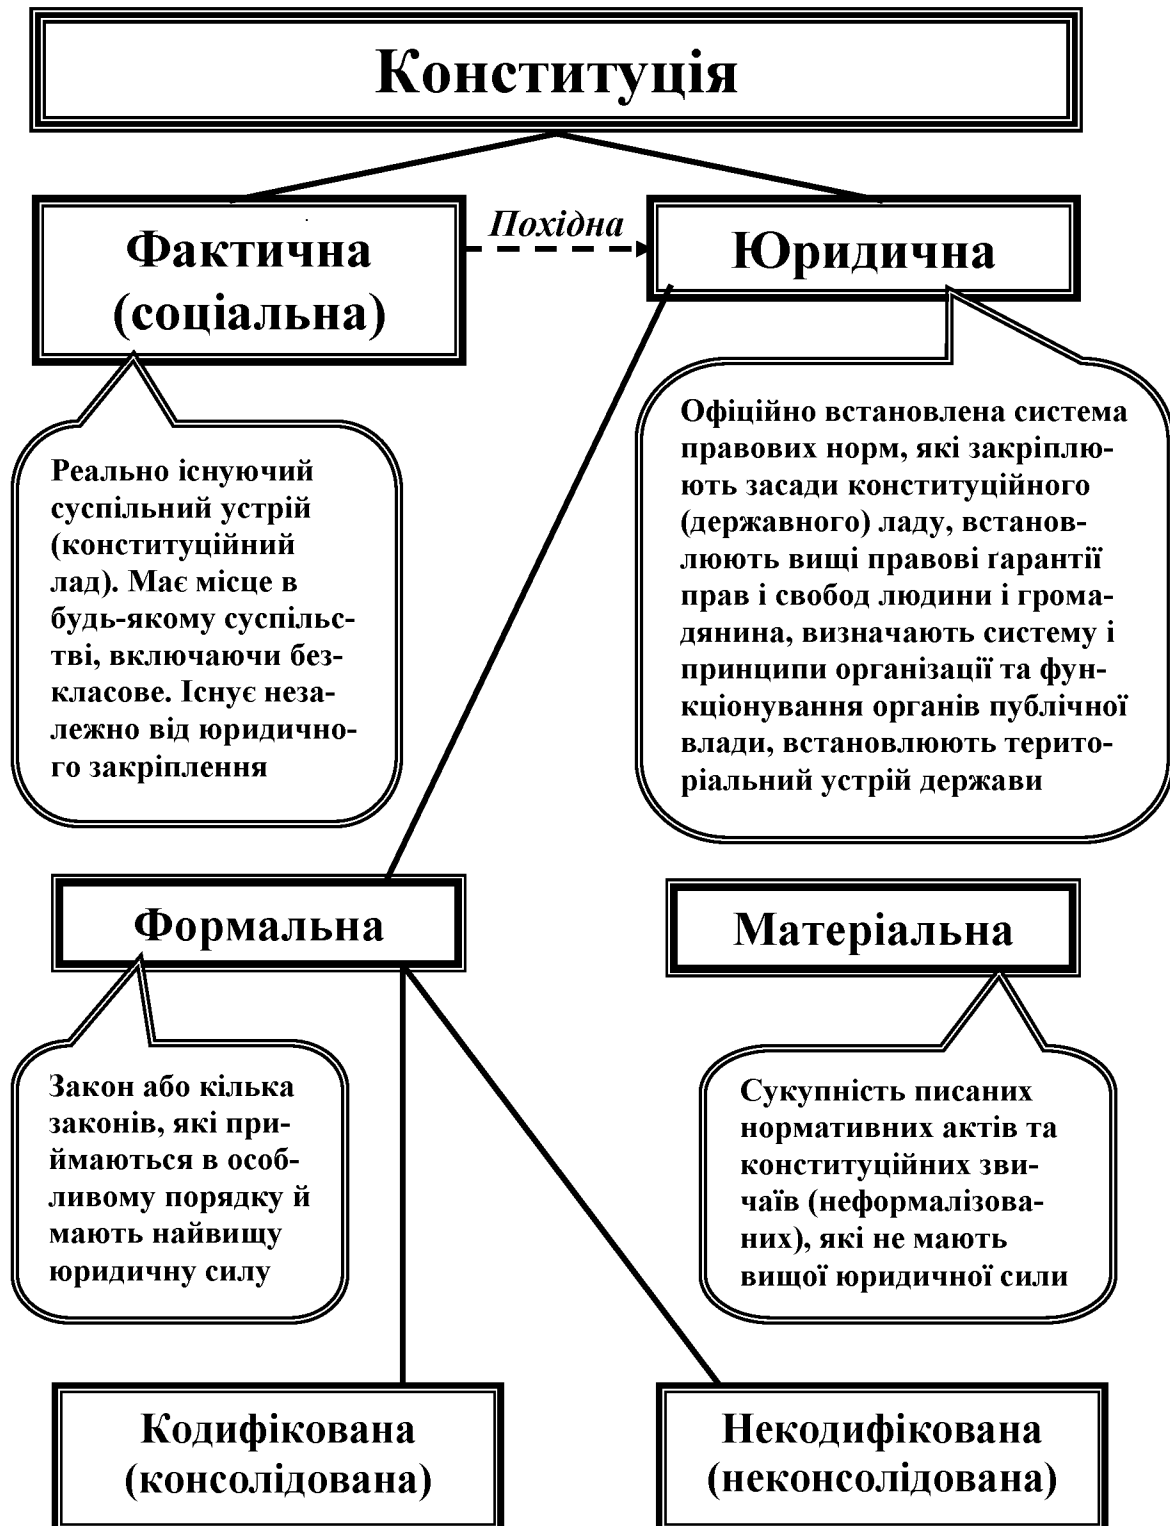 Конституція
Фактична
(соціальна)
Похідна
Юридична
Реально існуючий
суспільний устрій
(конституційний
лад). Має місце в
будь-якому суспільс-
тві, включаючи без-
класове. Існує неза-
лежно від юридично-
го закріплення
Офіційно встановлена система
правових норм, які закріплю-
ють засади конституційного
(державного) ладу, встанов-
люють вищі правові ґарантії
прав і свобод людини і грома-
дянина, визначають систему і
принципи організації та фун-
кціонування органів публічної
влади, встановлюють терито-
ріальний устрій держави
Формальна
Матеріальна
Закон або кілька
законів, які при-
ймаються в особ-
ливому порядку й
мають найвищу
юридичну силу
Сукупність писаних
нормативних актів та
конституційних зви-
чаїв (неформалізова-
них), які не мають
вищої юридичної сили
Кодифікована
(консолідована)
Некодифікована
(неконсолідована)